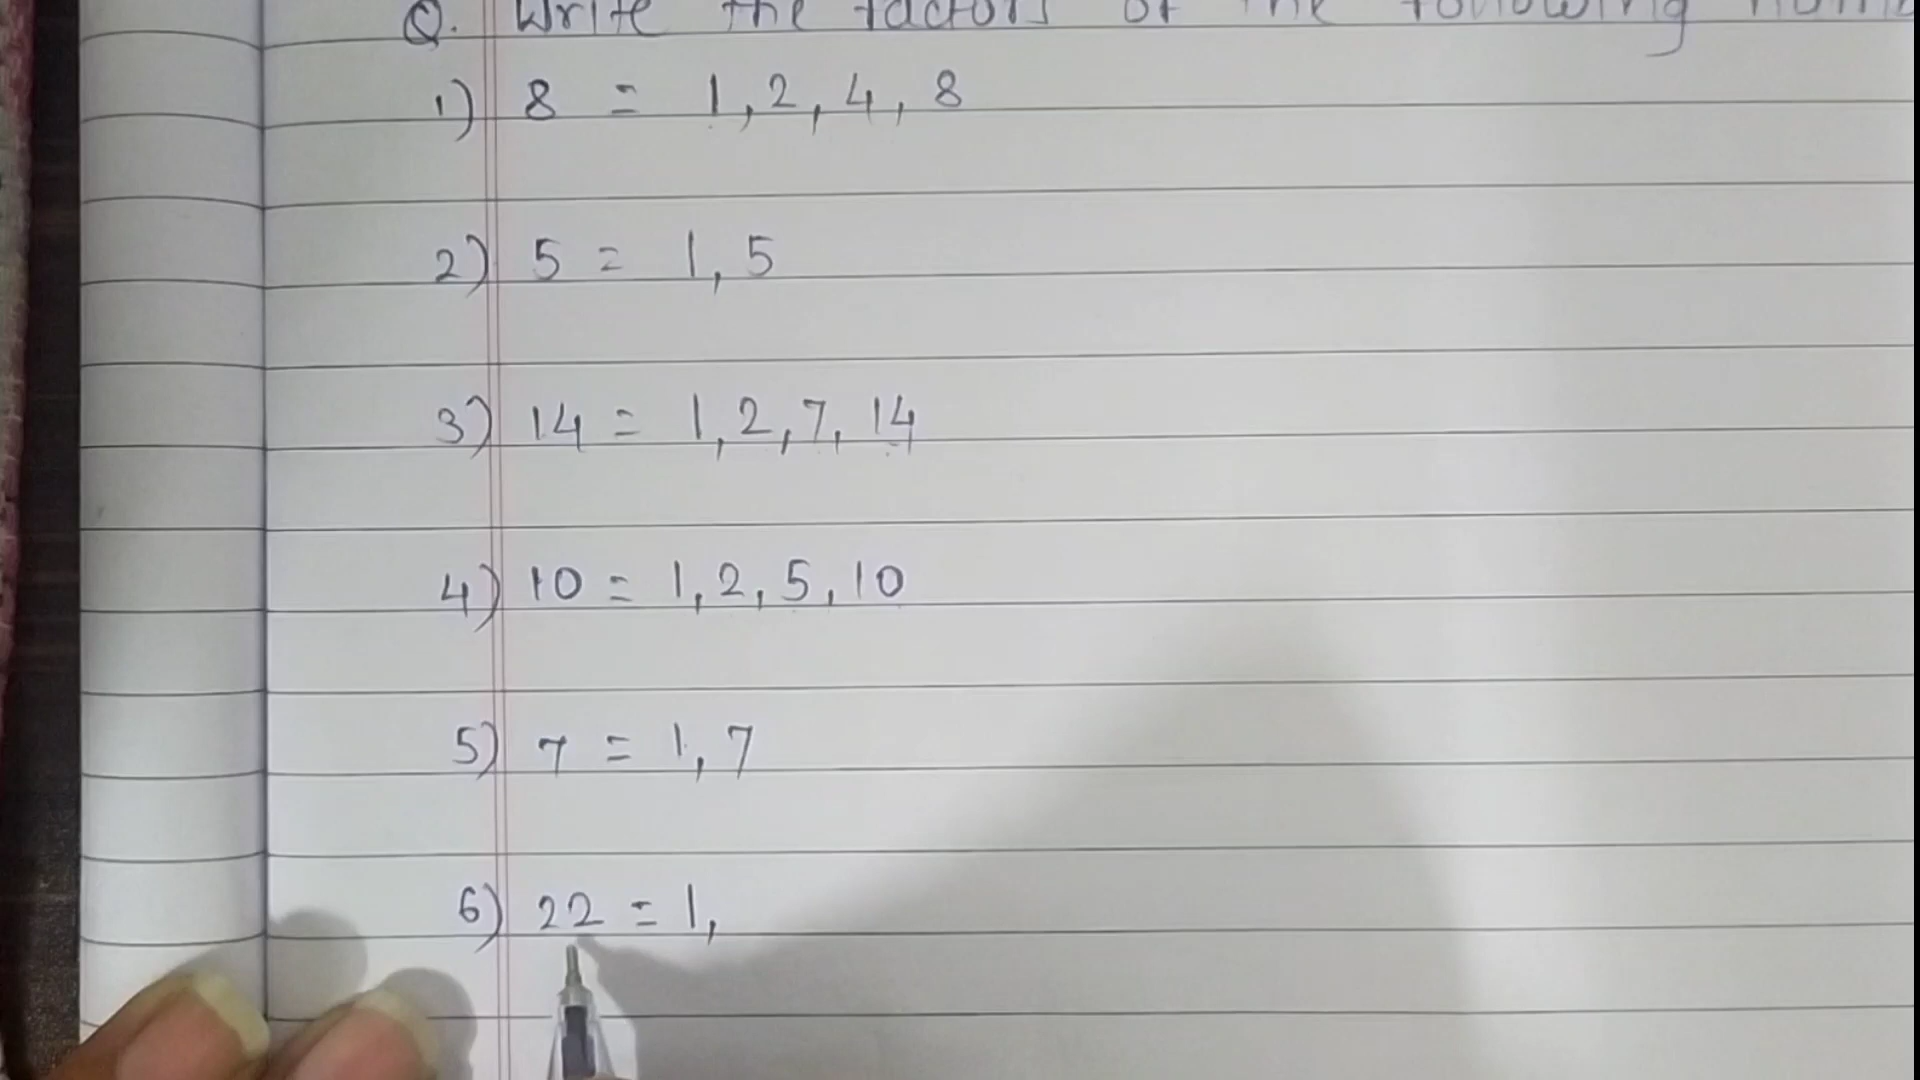 Q. Write the factors of the following
1) 8 = 1, 2, 4, 8
2) 5 = 1, 5
3) 14 = 1, 2, 7, 14
4) 10 = 1, 2, 5, 10
5) 7 = 1, 7
6) 22 = 1,